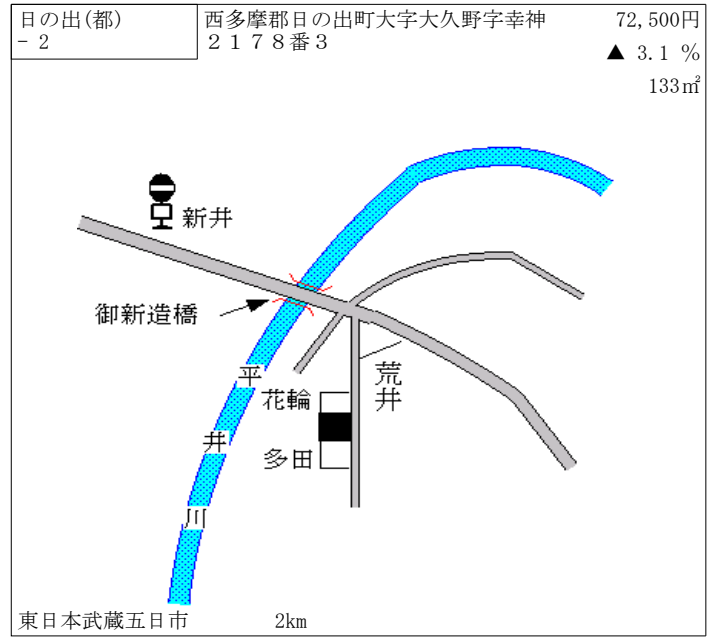 日の出(都)
- 2
西多摩郡日の出町大字大久野字幸神
２１７８番３
72,500円
▲ 3.1 %
133㎡
新井
御新造橋
平井川
荒井
花輪
多田
東日本武蔵五日市 2km